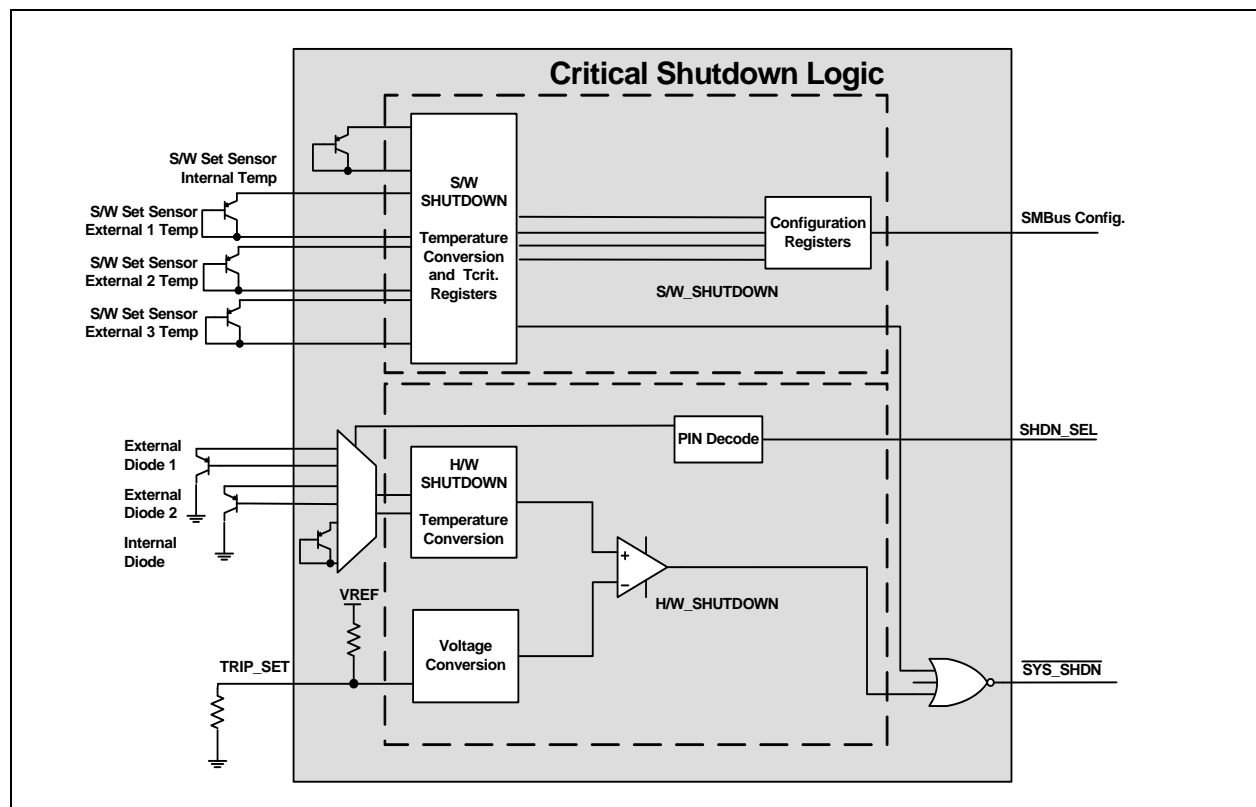 Critical Shutdown Logic
S/W Set Sensor
Internal Temp
S/W Set Sensor
External 1 Temp
S/W Set Sensor
External 2 Temp
S/W Set Sensor
External 3 Temp
S/W
SHUTDOWN
Temperature
Conversion
and Tcrit.
Registers
Configuration
Registers
SMBus Config.
S/W_SHUTDOWN
External
Diode 1
External
Diode 2
Internal
Diode
H/W
SHUTDOWN
Temperature
Conversion
PIN Decode
SHDN_SEL
+
–
H/W_SHUTDOWN
VREF
TRIP_SET
Voltage
Conversion
SYS_SHDN